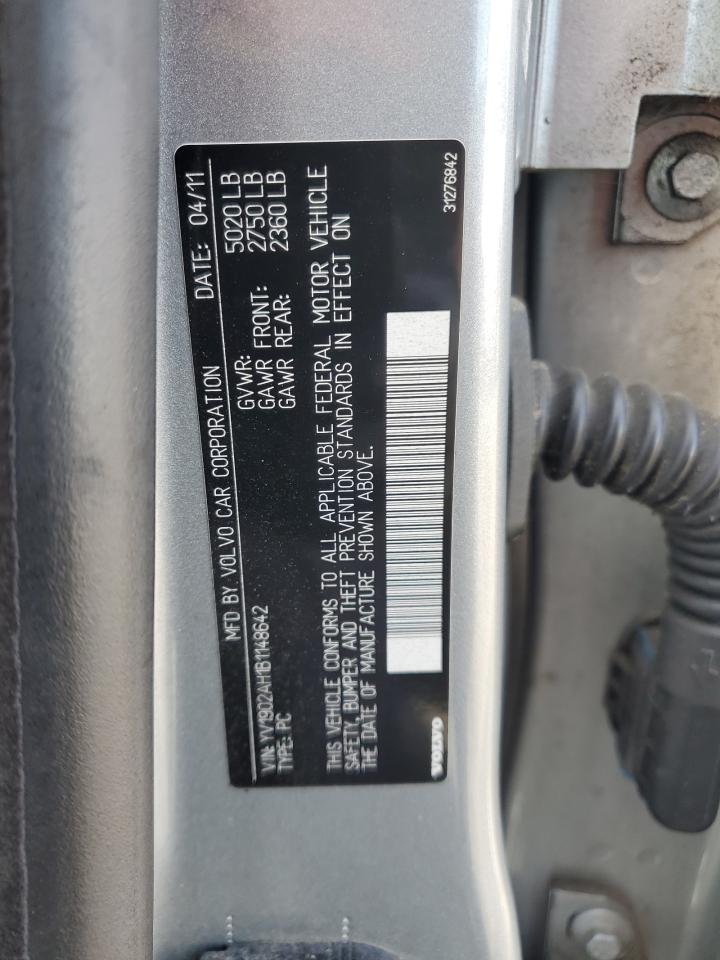 MFD BY VOLVO CAR CORPORATION DATE: 04/11
VIN: YV1902AH1B1148642 GVWR: 5020 LB
TYPE: PC GAWR FRONT: 2750 LB
GAWR REAR: 2360 LB
THIS VEHICLE CONFORMS TO ALL APPLICABLE FEDERAL MOTOR VEHICLE
SAFETY, BUMPER AND THEFT PREVENTION STANDARDS IN EFFECT ON
THE DATE OF MANUFACTURE SHOWN ABOVE.
VOLVO 31276842